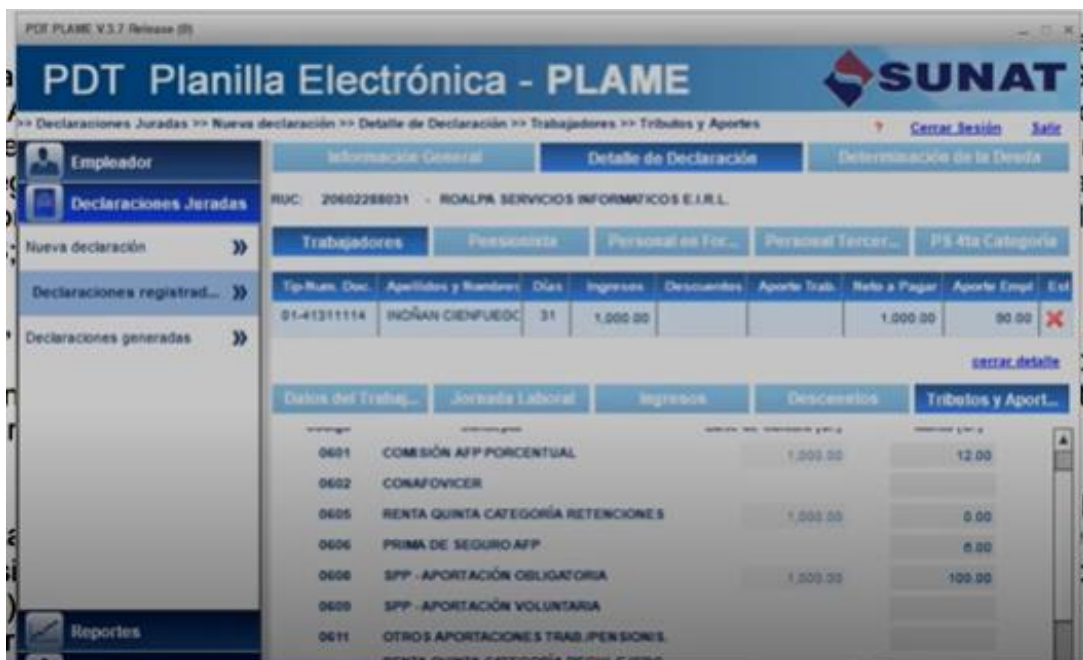 PDT PLAME V.3.7 Release (0)
PDT Planilla Electrónica - PLAME
SUNAT
>> Declaraciones Juradas >> Nueva declaración >> Detalle de Declaración >> Trabajadores >> Tributos y Aportes
? Cerrar Sesión Salir
Empleador
Información General Detalle de Declaración Determinación de la Deuda
Declaraciones Juradas
RUC: 20602288031 - ROALPA SERVICIOS INFORMATICOS E.I.R.L.
Nueva declaración
Trabajadores Pensionista Personal en For... Personal Tercer... PS 4ta Categoría
Declaraciones registrad...
Tip-Num. Doc. Apellidos y Nombres Días Ingresos Descuentos Aporte Trab. Neto a Pagar Aporte Empl Est
01-41311114 INOÑAN CIENFUEGO 31 1,000.00 1,000.00 90.00
Declaraciones generadas
cerrar detalle
Datos del Trabaj... Jornada Laboral Ingresos Descuentos Tributos y Aport...
0601 COMISIÓN AFP PORCENTUAL 1,000.00 12.00
0602 CONAFOVICER
0605 RENTA QUINTA CATEGORÍA RETENCIONES 1,000.00 0.00
0606 PRIMA DE SEGURO AFP 6.00
0608 SPP - APORTACIÓN OBLIGATORIA 1,000.00 100.00
0609 SPP - APORTACIÓN VOLUNTARIA
Reportes
0611 OTROS APORTACIONES TRAB./PENSIONIS.